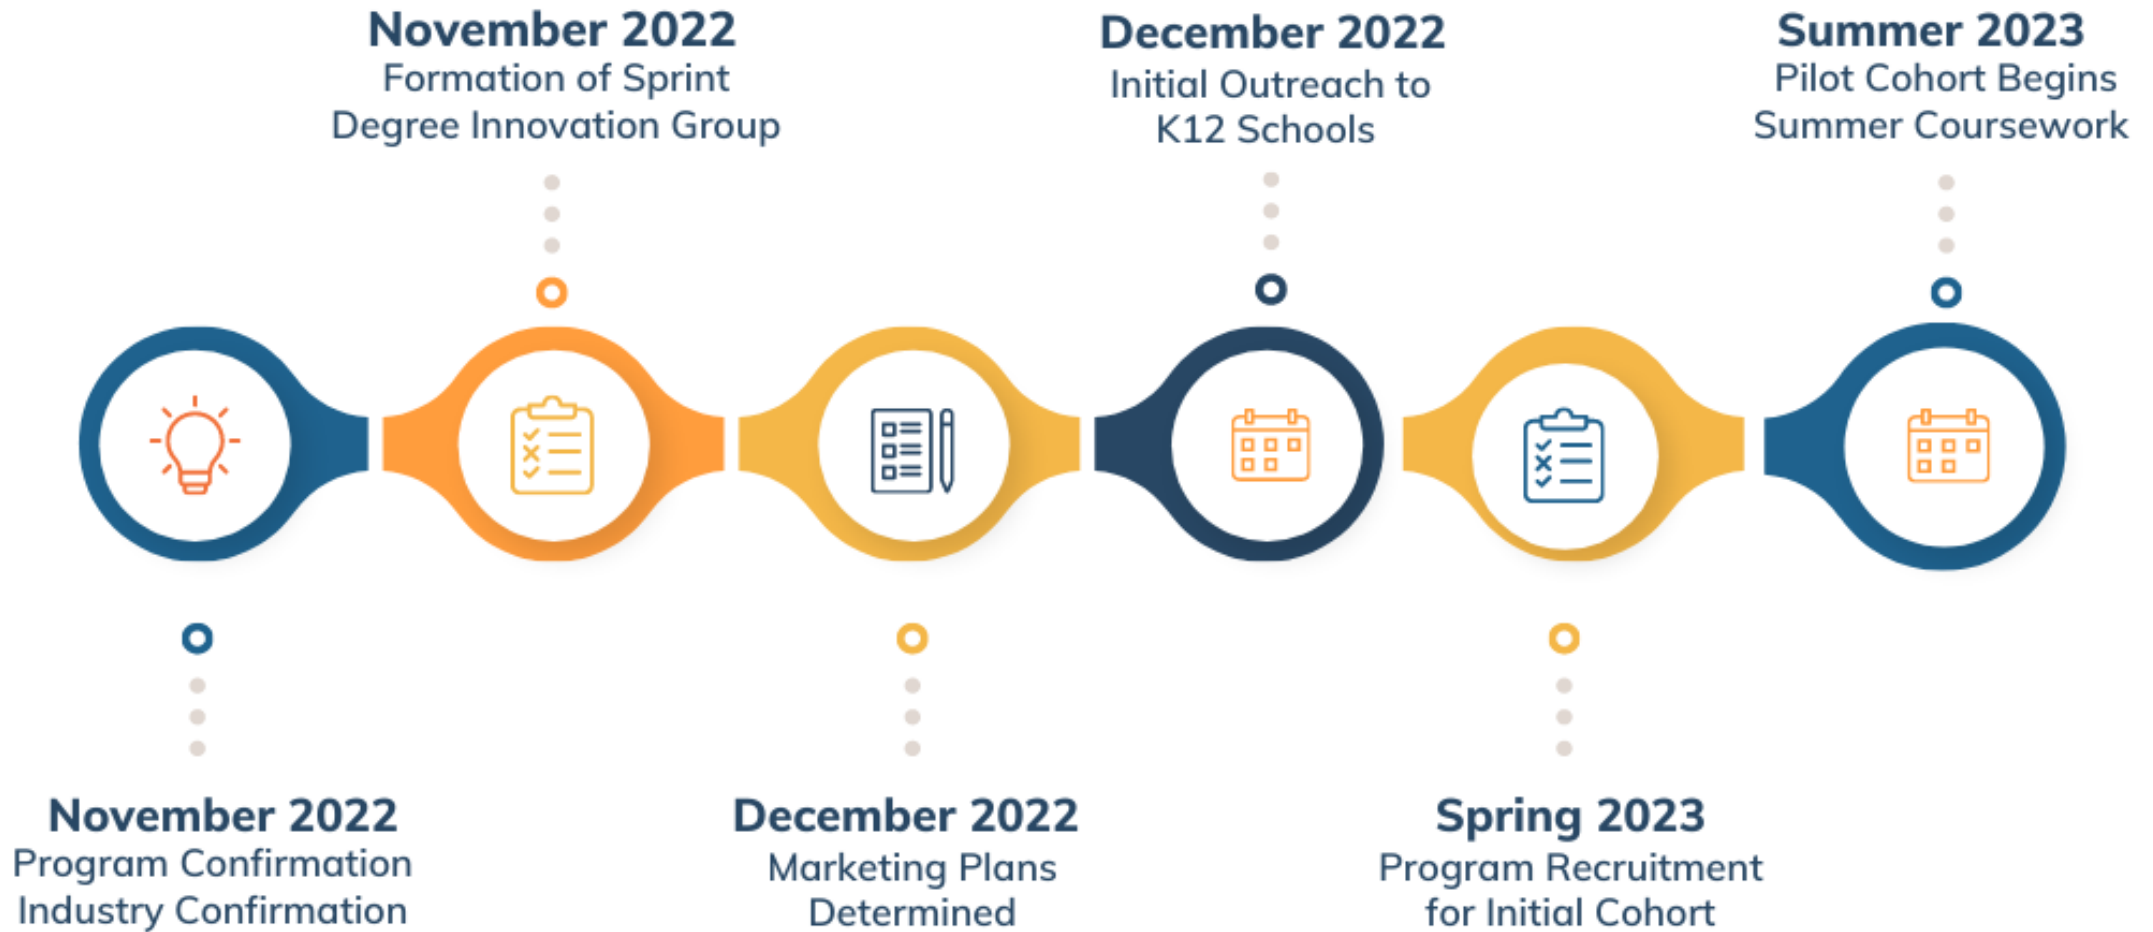 November 2022
Formation of Sprint
Degree Innovation Group
December 2022
Initial Outreach to
K12 Schools
Summer 2023
Pilot Cohort Begins
Summer Coursework
November 2022
Program Confirmation
Industry Confirmation
December 2022
Marketing Plans
Determined
Spring 2023
Program Recruitment
for Initial Cohort